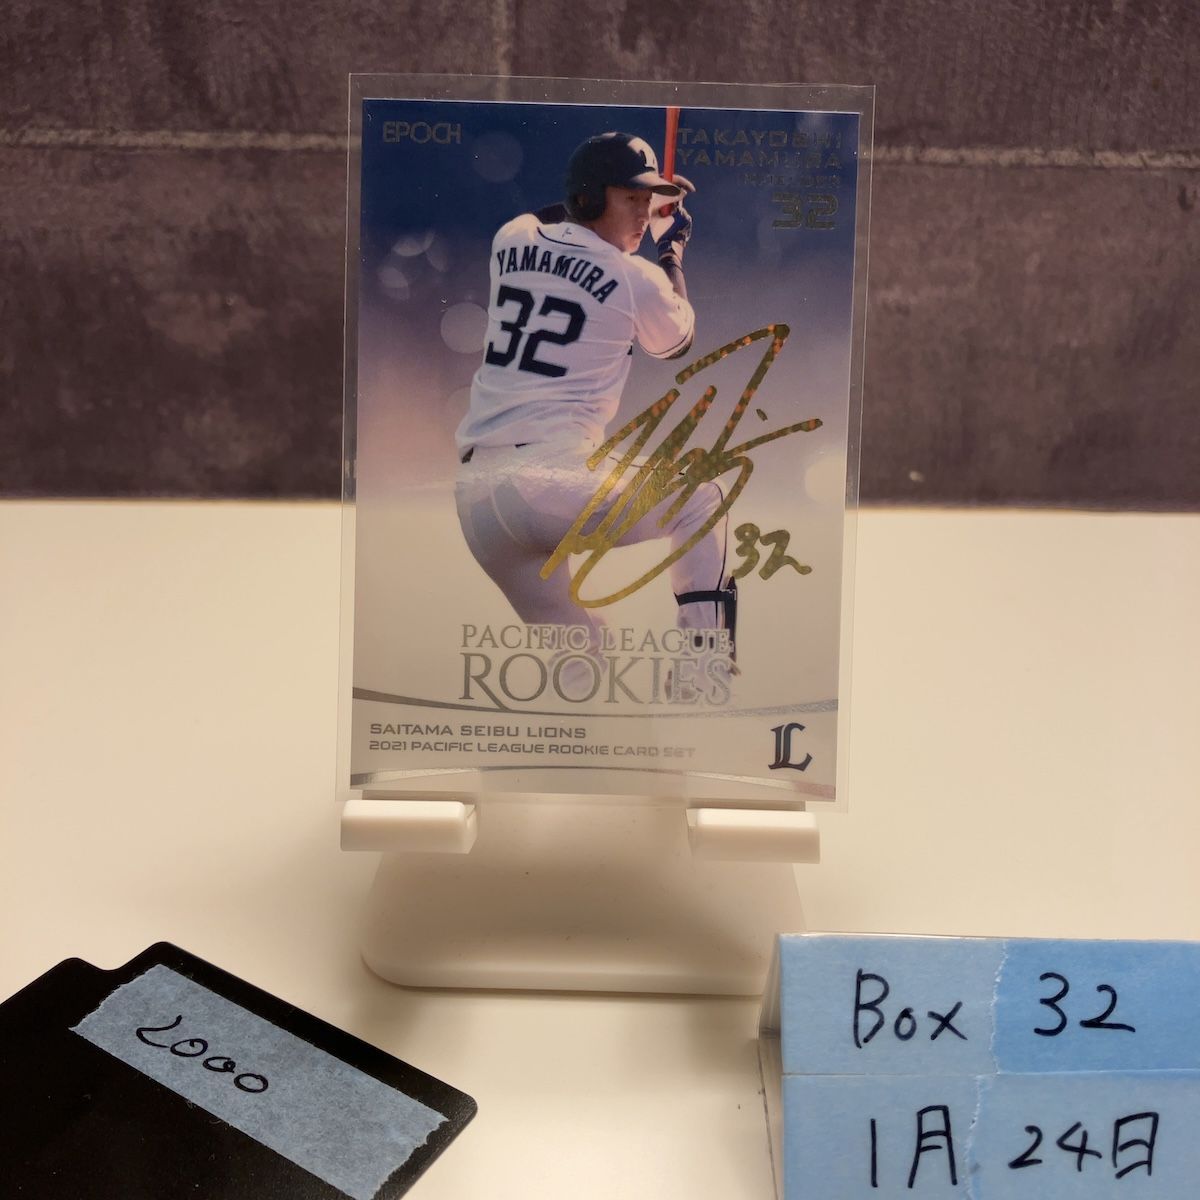 EPOCH
TAKAYOSHI
YAMAMURA
INFIELDER
32
YAMAMURA
32
32
PACIFIC LEAGUE
ROOKIES
SAITAMA SEIBU LIONS
2021 PACIFIC LEAGUE ROOKIE CARD SET
L
2000
Box 32
1月 24日